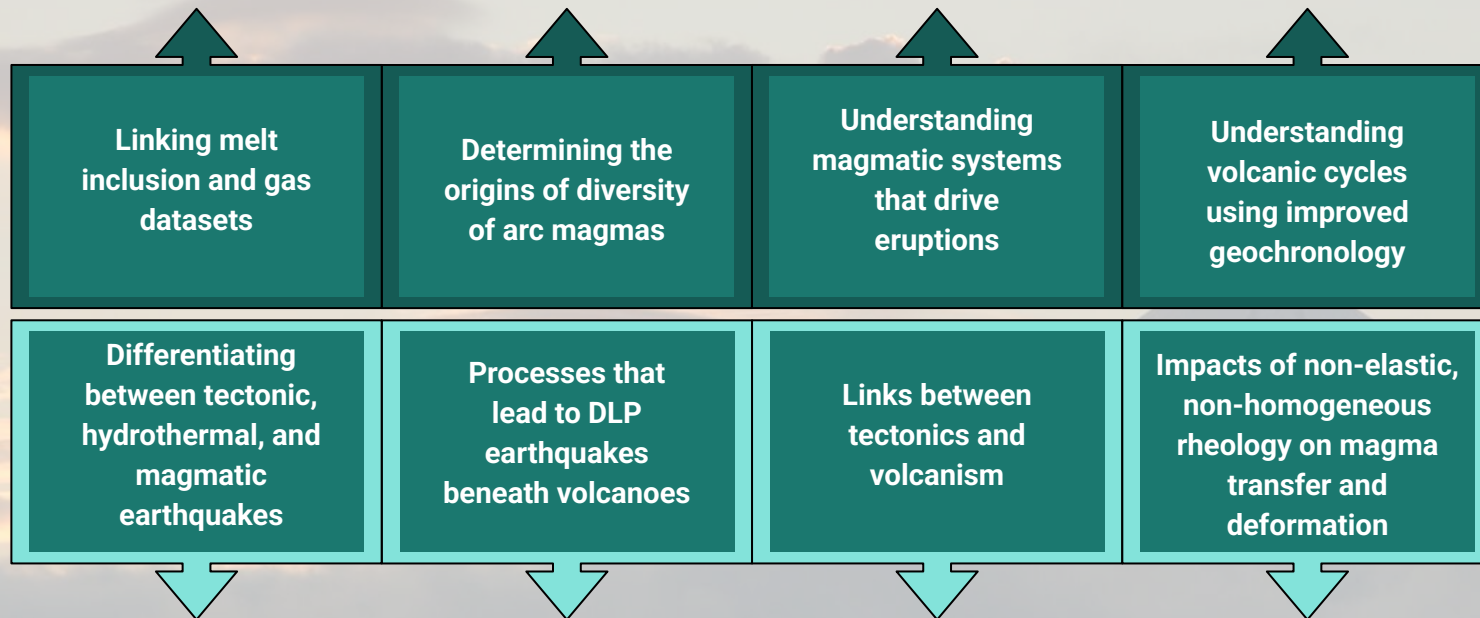 Linking melt
inclusion and gas
datasets
Determining the
origins of diversity
of arc magmas
Understanding
magmatic systems
that drive
eruptions
Understanding
volcanic cycles
using improved
geochronology
Differentiating
between tectonic,
hydrothermal, and
magmatic
earthquakes
Processes that
lead to DLP
earthquakes
beneath volcanoes
Links between
tectonics and
volcanism
Impacts of non-elastic,
non-homogeneous
rheology on magma
transfer and
deformation